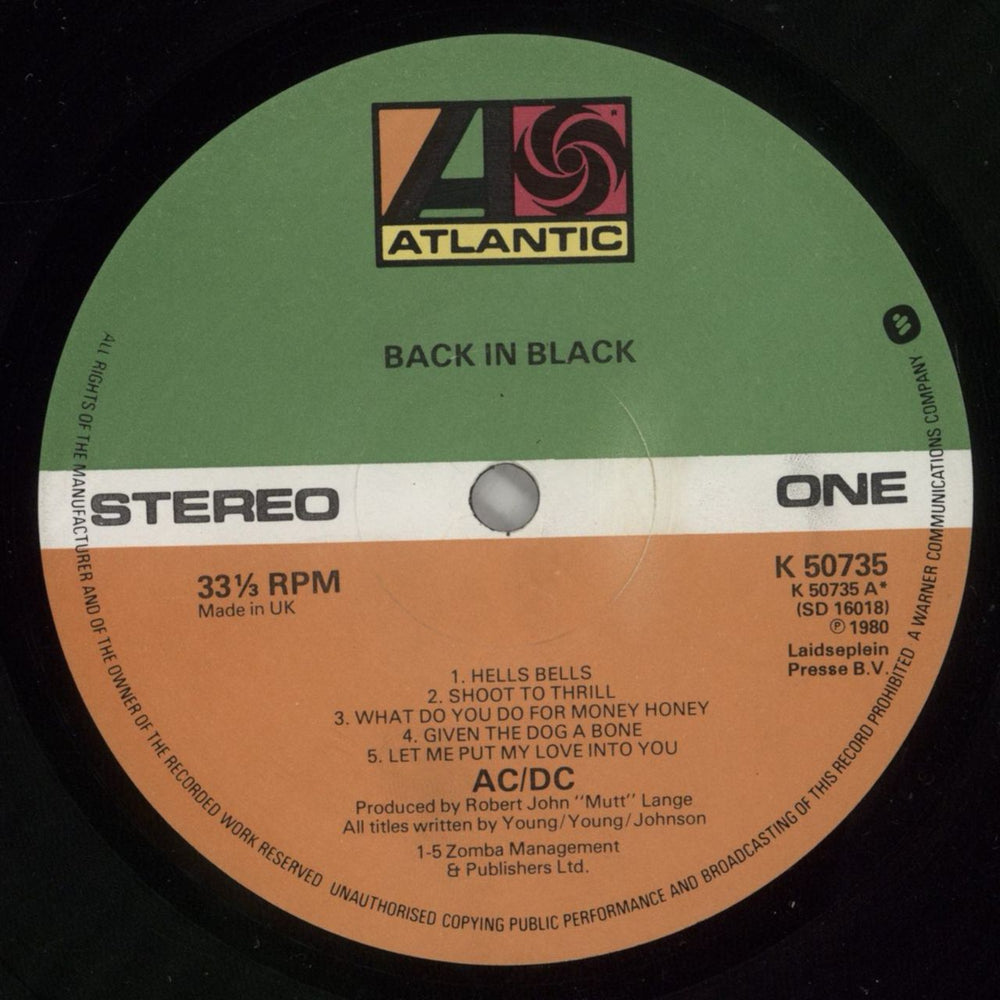 ATLANTIC
BACK IN BLACK
STEREO
ONE
33⅓ RPM
Made in UK
K 50735
K 50735 A*
(SD 16018)
℗ 1980
Laidseplein
Presse B.V.
1. HELLS BELLS
2. SHOOT TO THRILL
3. WHAT DO YOU DO FOR MONEY HONEY
4. GIVEN THE DOG A BONE
5. LET ME PUT MY LOVE INTO YOU
AC/DC
Produced by Robert John "Mutt" Lange
All titles written by Young/Young/Johnson
1-5 Zomba Management
& Publishers Ltd.
ALL RIGHTS OF THE MANUFACTURER AND OF THE OWNER OF THE RECORDED WORK RESERVED UNAUTHORISED COPYING PUBLIC PERFORMANCE AND BROADCASTING OF THIS RECORD PROHIBITED A WARNER COMMUNICATIONS COMPANY